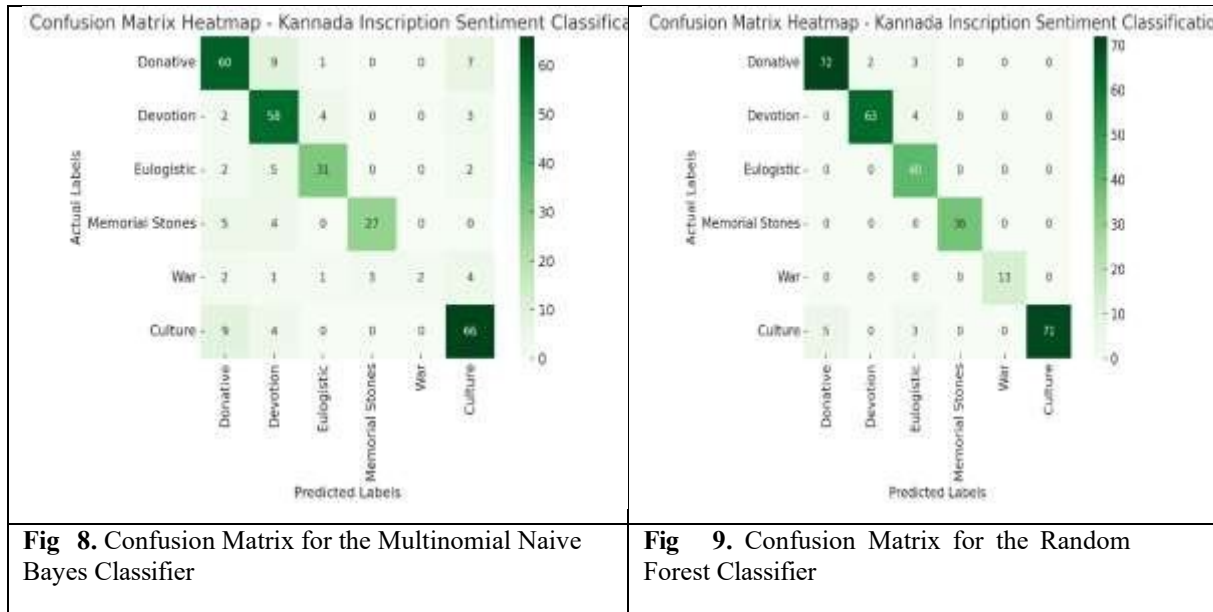 Confusion Matrix Heatmap - Kannada Inscription Sentiment Classifica
Actual Labels
Donative 60 9 1 0 0 7
Devotion 2 58 4 0 0 3
Eulogistic 2 5 31 0 0 2
Memorial Stones 5 4 0 27 0 0
War 2 1 1 3 2 4
Culture 9 4 0 0 0 66
60
50
40
30
20
10
0
Donative
Devotion
Eulogistic
Memorial Stones
War
Culture
Predicted Labels
Fig 8. Confusion Matrix for the Multinomial Naive
Bayes Classifier
Confusion Matrix Heatmap - Kannada Inscription Sentiment Classificatio
Actual Labels
Donative 72 2 3 0 0 0
Devotion 0 63 4 0 0 0
Eulogistic 0 0 40 0 0 0
Memorial Stones 0 0 0 36 0 0
War 0 0 0 0 13 0
Culture 5 0 3 0 0 71
70
60
50
40
30
20
10
0
Donative
Devotion
Eulogistic
Memorial Stones
War
Culture
Predicted Labels
Fig 9. Confusion Matrix for the Random
Forest Classifier